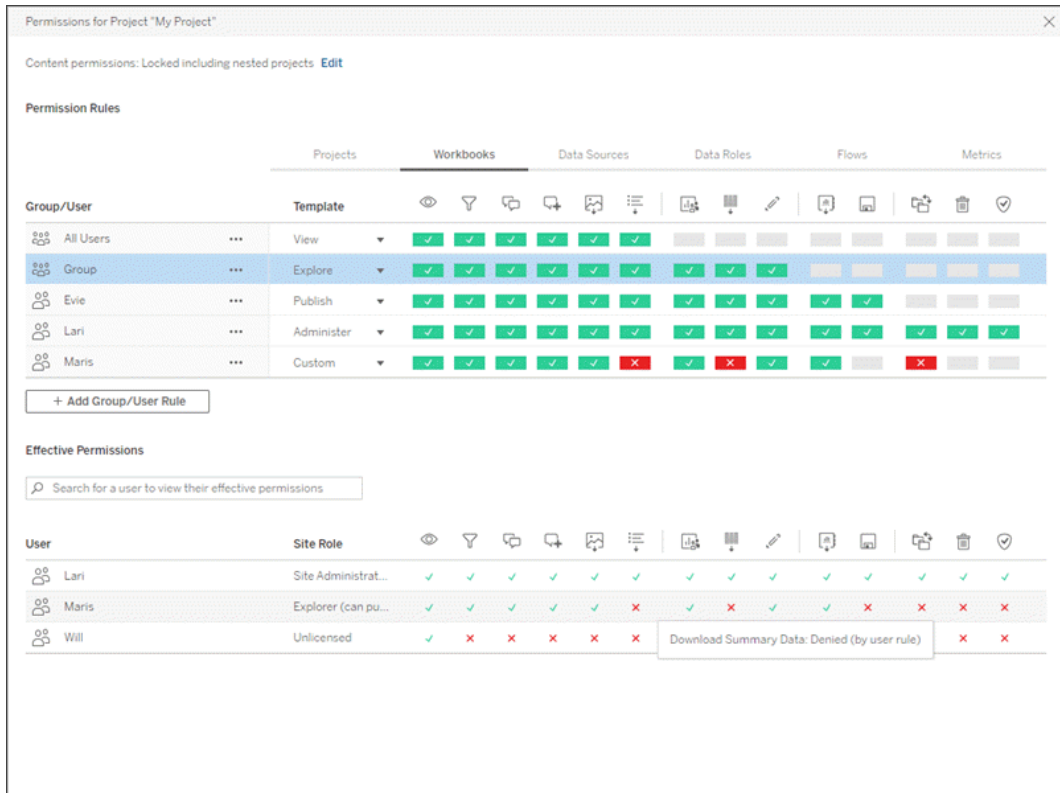 Permissions for Project "My Project"
Content permissions: Locked including nested projects Edit
Permission Rules
Projects Workbooks Data Sources Data Roles Flows Metrics
Group/User Template
All Users ... View
Group ... Explore
Evie ... Publish
Lari ... Administer
Maris ... Custom
+ Add Group/User Rule
Effective Permissions
Search for a user to view their effective permissions
User Site Role
Lari Site Administrat...
Maris Explorer (can pu...
Will Unlicensed
Download Summary Data: Denied (by user rule)